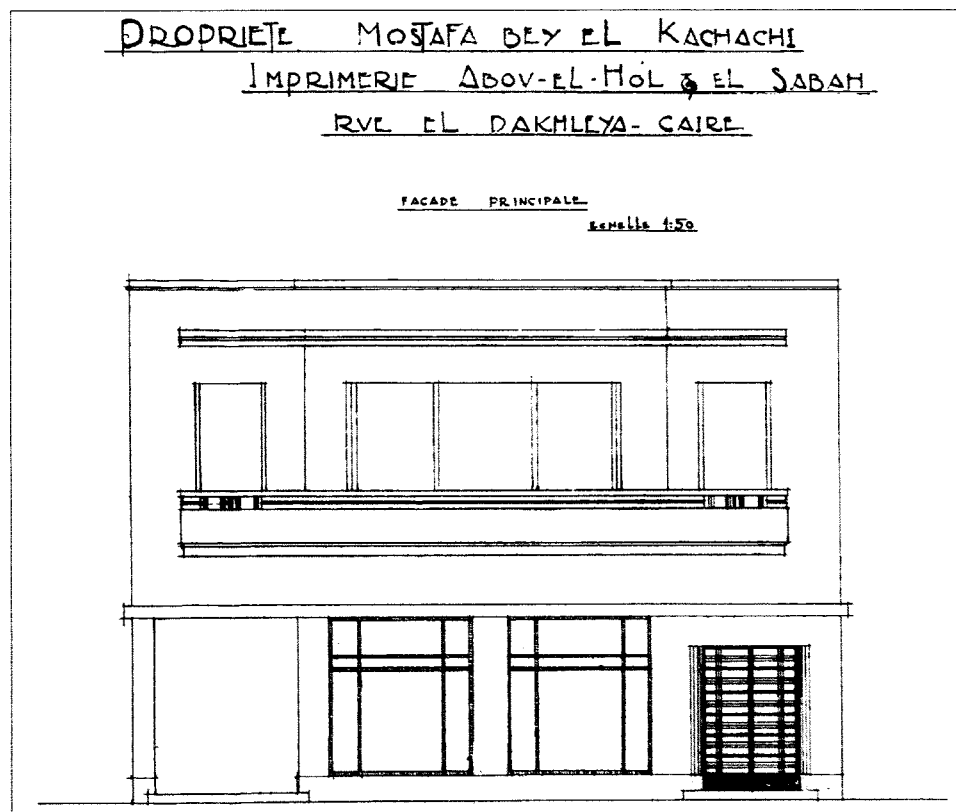 PROPRIETE MOSTAFA BEY EL KACHACHI
IMPRIMERIE ABOV-EL-HOL & EL SABAH
RVE EL DAKHLEYA- CAIRE
FACADE PRINCIPALE
echelle 1:50